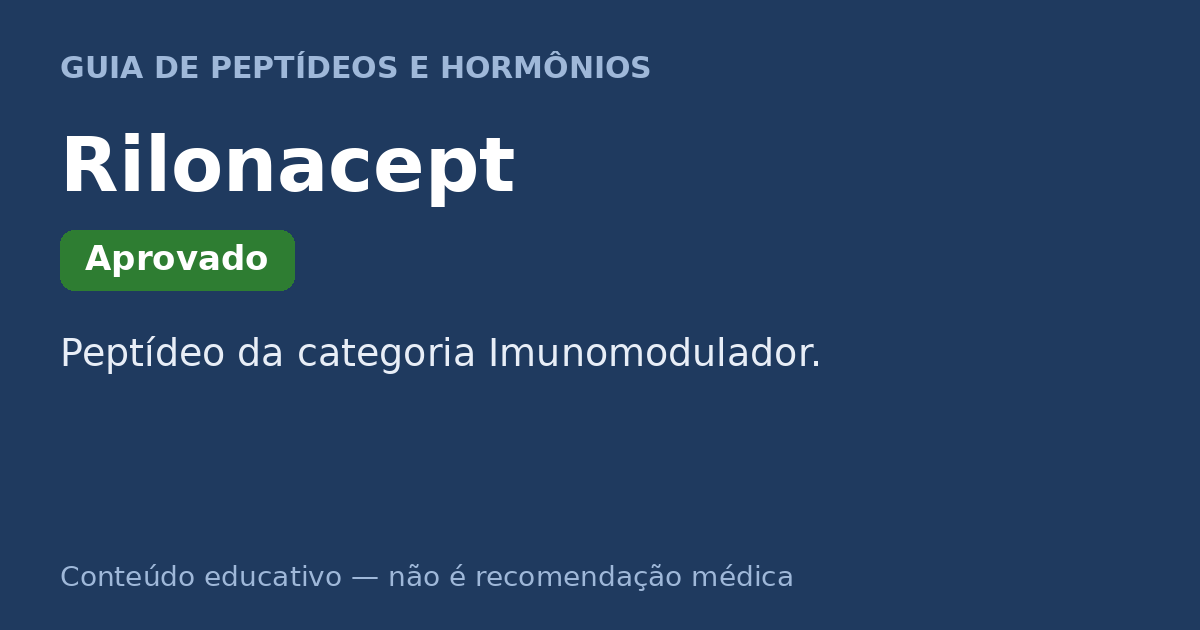 GUIA DE PEPTÍDEOS E HORMÔNIOS
Rilonacept
Aprovado
Peptídeo da categoria Imunomodulador.
Conteúdo educativo — não é recomendação médica